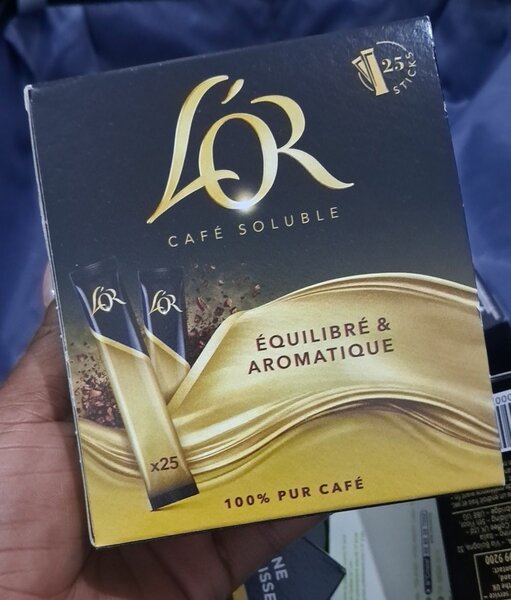 25
STICKS
L'OR
CAFÉ SOLUBLE
L'OR
L'OR
ÉQUILIBRÉ &
AROMATIQUE
x25
100% PUR CAFÉ